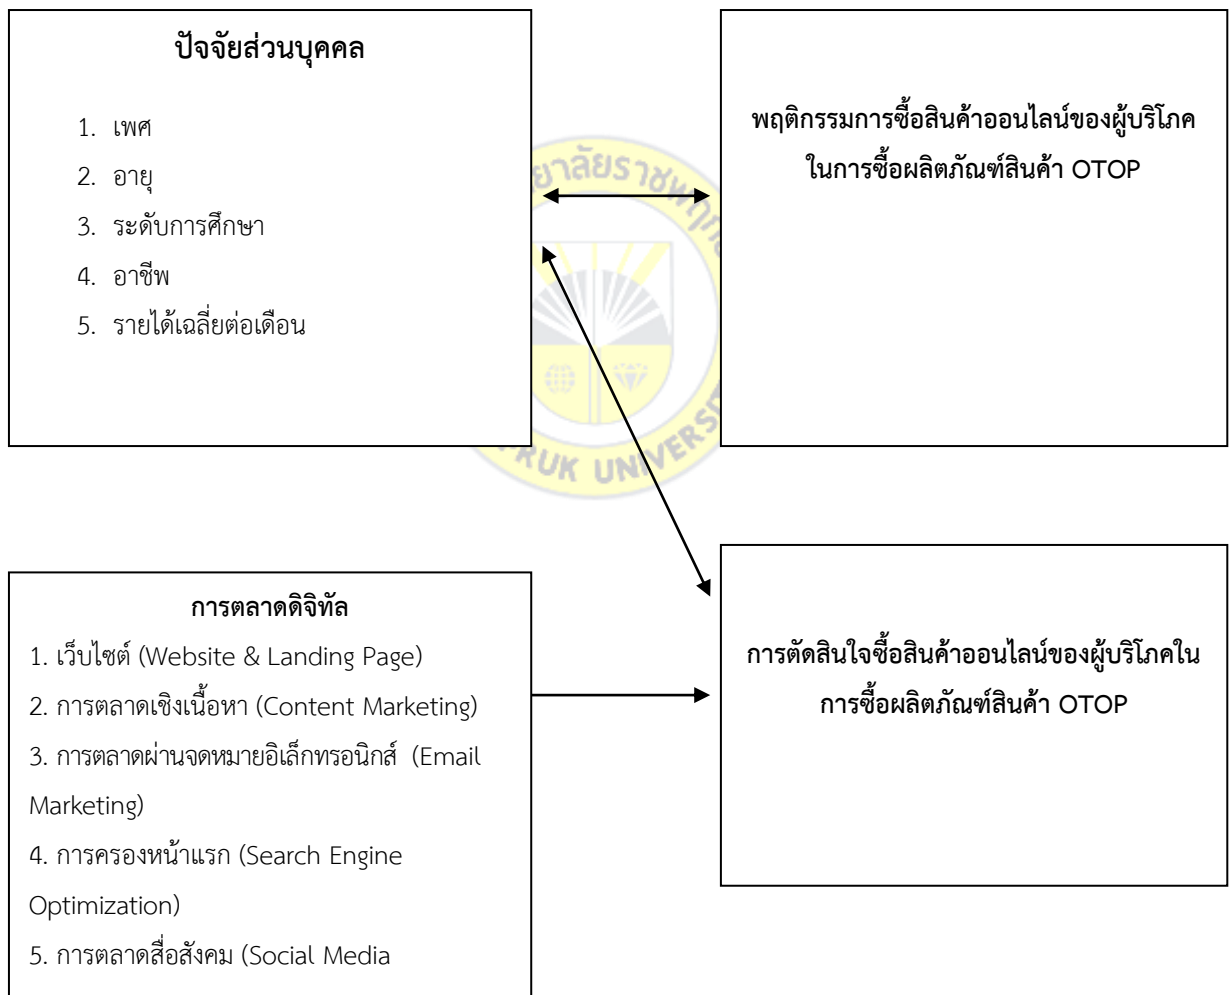 ปัจจัยส่วนบุคคล
1. เพศ
2. อายุ
3. ระดับการศึกษา
4. อาชีพ
5. รายได้เฉลี่ยต่อเดือน
พฤติกรรมการซื้อสินค้าออนไลน์ของผู้บริโภค
ในการซื้อผลิตภัณฑ์สินค้า OTOP
การตลาดดิจิทัล
1. เว็บไซต์ (Website & Landing Page)
2. การตลาดเชิงเนื้อหา (Content Marketing)
3. การตลาดผ่านจดหมายอิเล็กทรอนิกส์ (Email
Marketing)
4. การครองหน้าแรก (Search Engine
Optimization)
5. การตลาดสื่อสังคม (Social Media
การตัดสินใจซื้อสินค้าออนไลน์ของผู้บริโภคใน
การซื้อผลิตภัณฑ์สินค้า OTOP